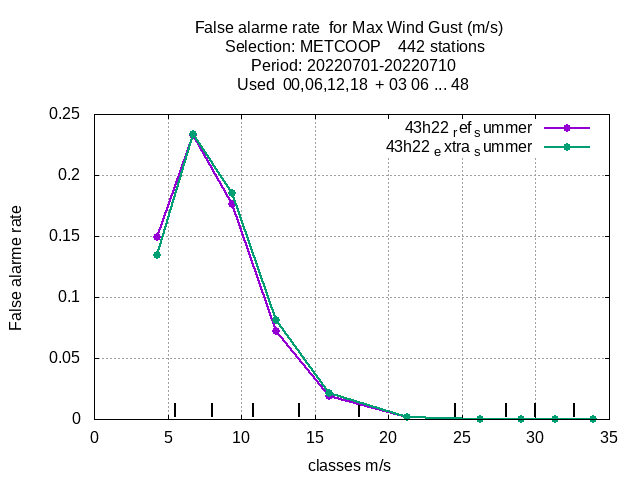 False alarme rate  for Max Wind Gust (m/s)
Selection: METCOOP    442 stations
Period: 20220701-20220710
Used  00,06,12,18  + 03 06 ... 48
43h22 ref summer
43h22 extra summer
False alarme rate
0.25
0.2
0.15
0.1
0.05
0
0 5 10 15 20 25 30 35
classes m/s